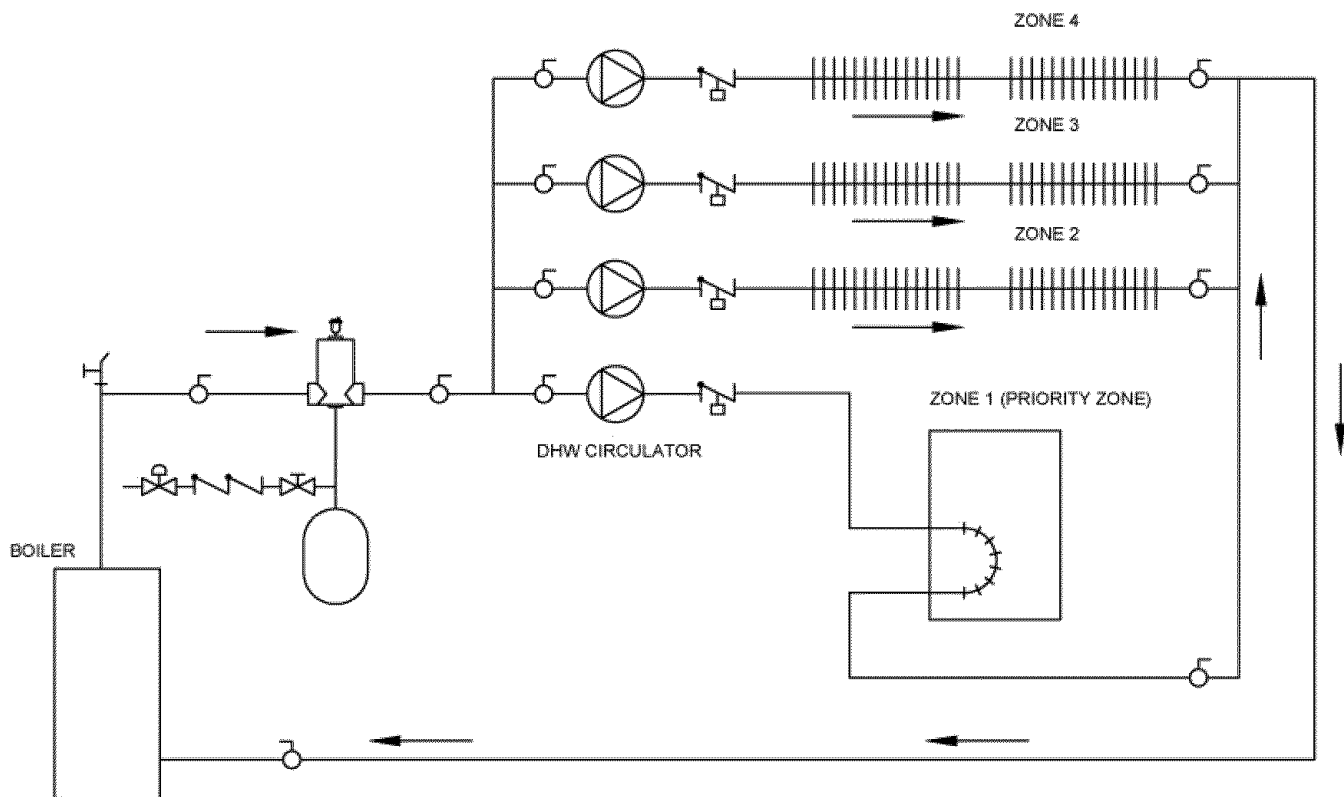 ZONE 4
ZONE 3
ZONE 2
ZONE 1 (PRIORITY ZONE)
DHW CIRCULATOR
BOILER